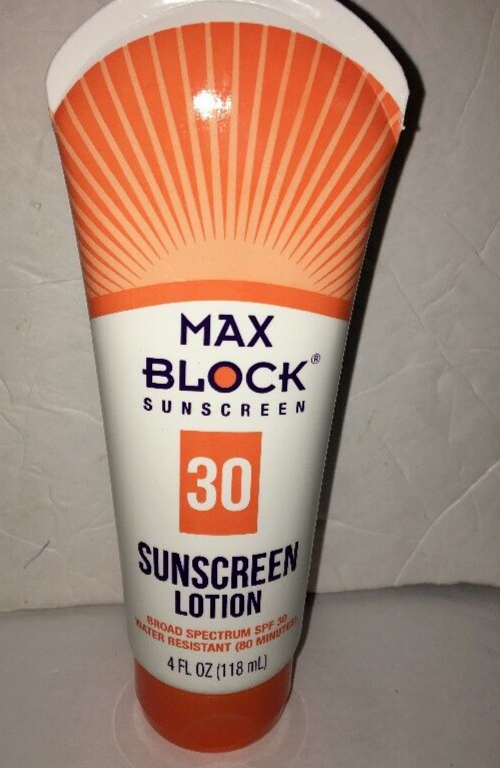 MAX
BLOCK®
SUNSCREEN
30
SUNSCREEN
LOTION
BROAD SPECTRUM SPF 30
WATER RESISTANT (80 MINUTES)
4 FL OZ (118 mL)